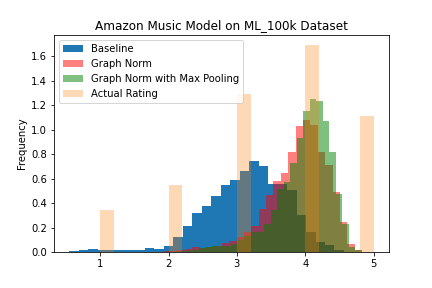 Amazon Music Model on ML_100k Dataset
Baseline
Graph Norm
Graph Norm with Max Pooling
Actual Rating
Frequency
1.6
1.4
1.2
1.0
0.8
0.6
0.4
0.2
0.0
1 2 3 4 5